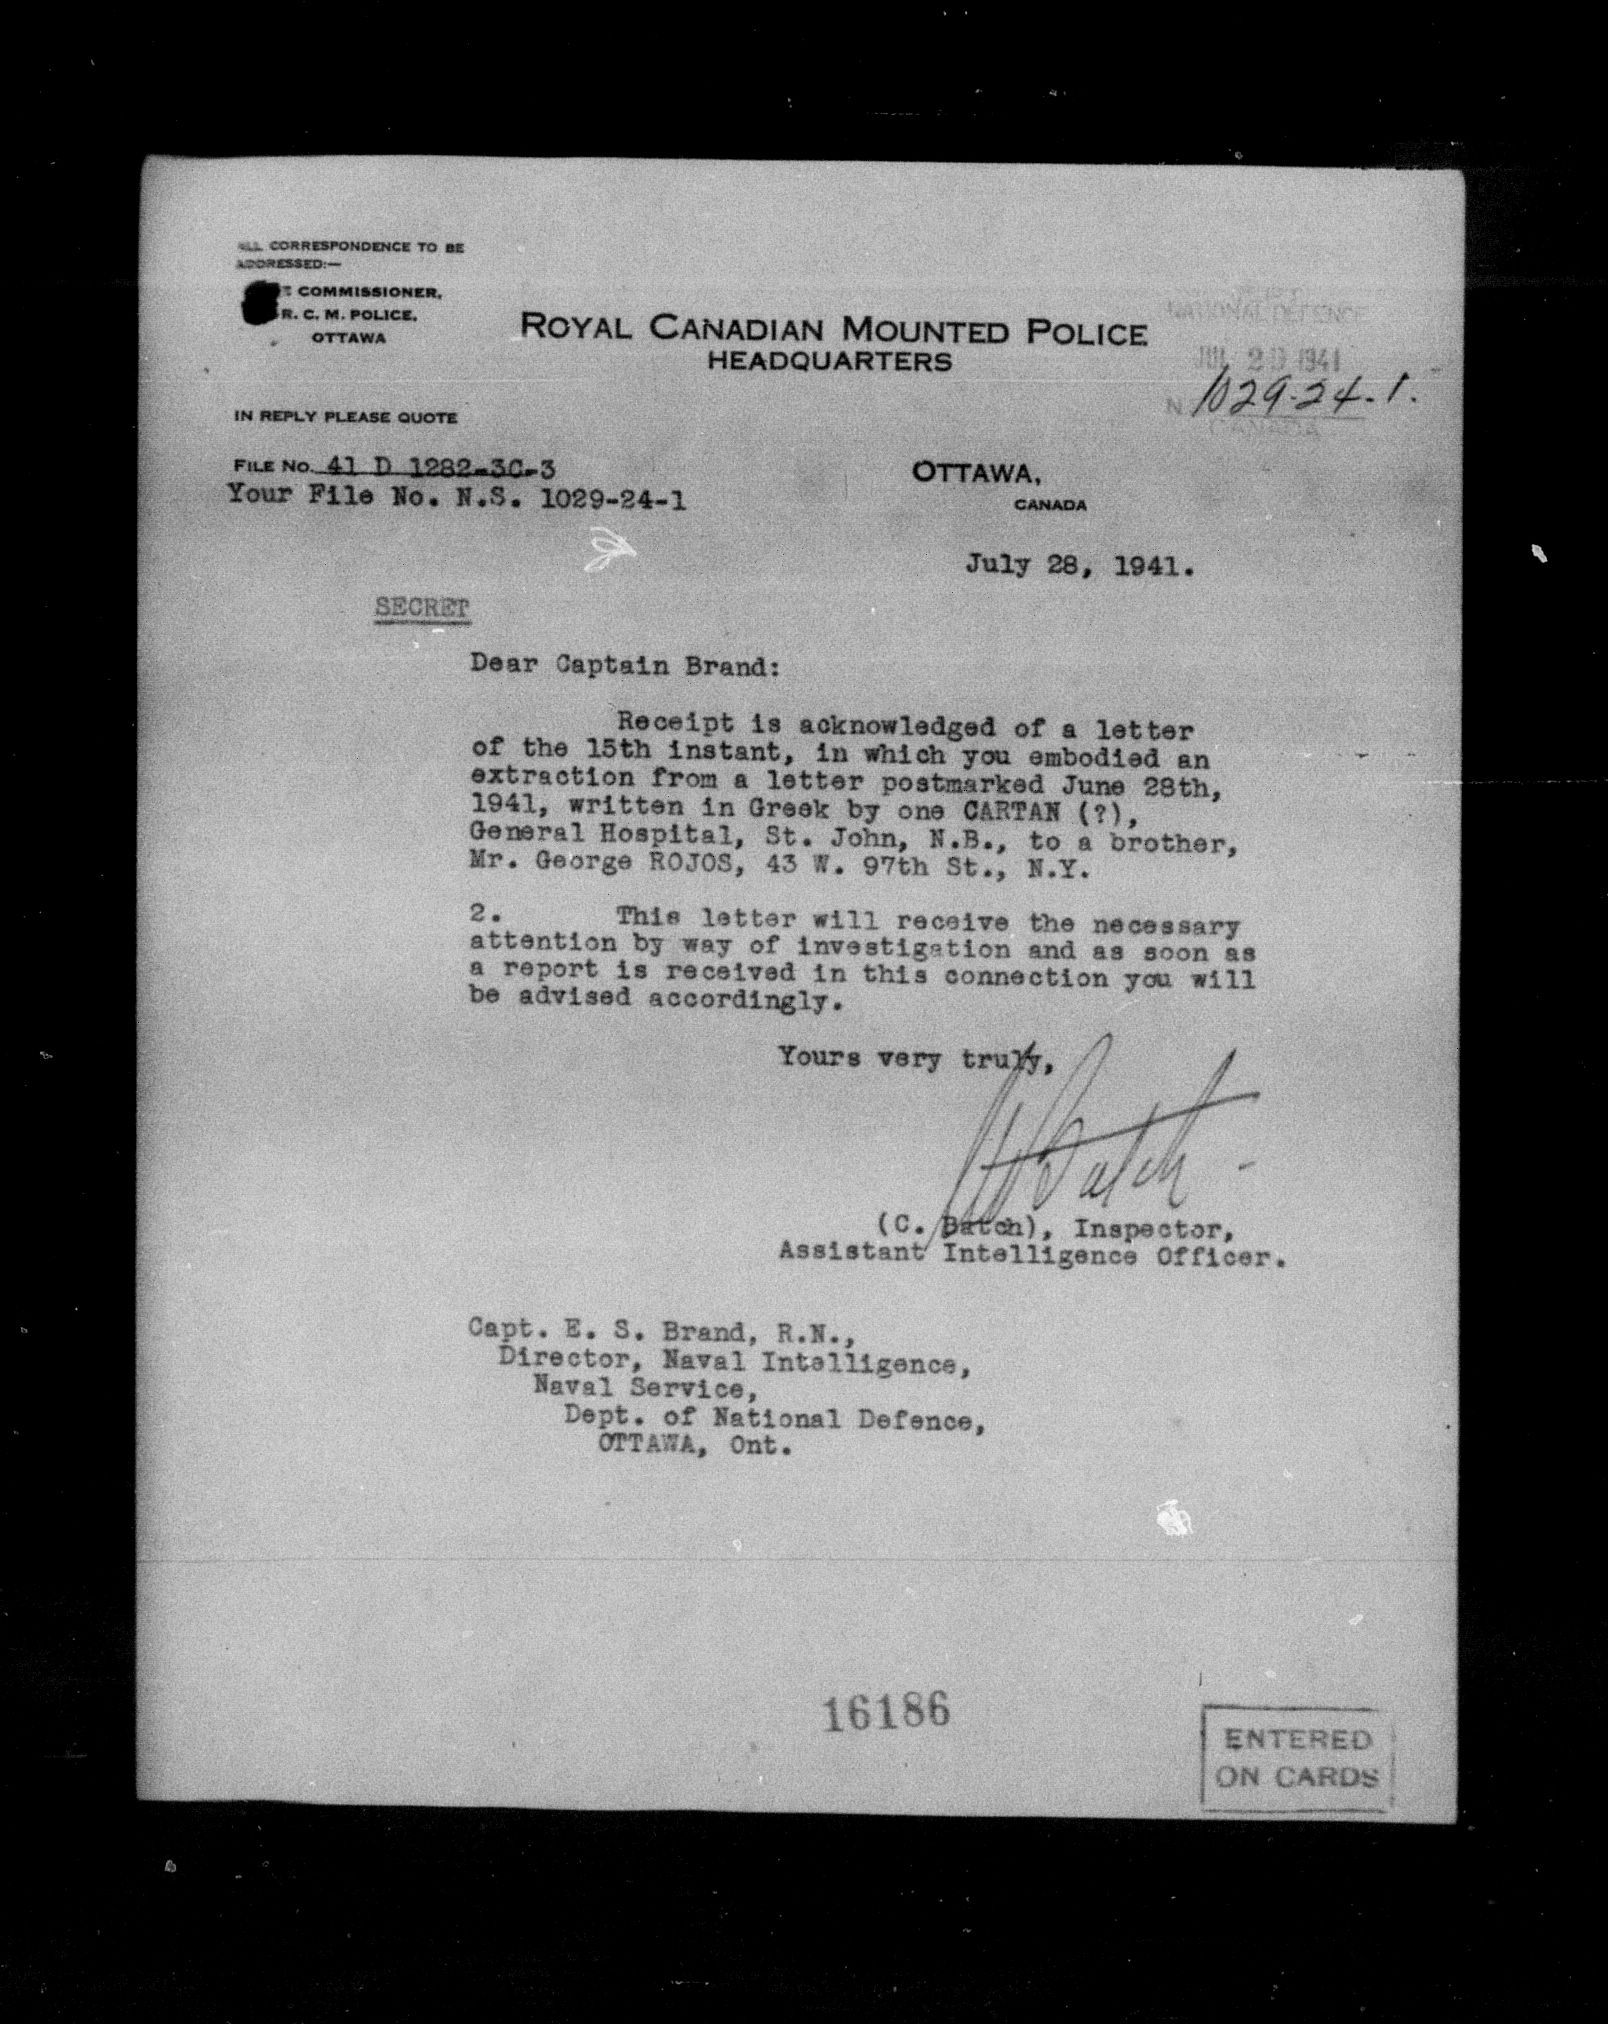 ALL CORRESPONDENCE TO BE
ADDRESSED:—
COMMISSIONER,
R. C. M. POLICE,
OTTAWA
ROYAL CANADIAN MOUNTED POLICE
HEADQUARTERS
NATIONAL DEFENCE
JUL 29 1941
N. 1029-24-1.
CANADA
IN REPLY PLEASE QUOTE
FILE NO. 41 D 1282-3C-3
Your File No. N.S. 1029-24-1
OTTAWA,
CANADA
July 28, 1941.
SECRET
Dear Captain Brand:
Receipt is acknowledged of a letter
of the 15th instant, in which you embodied an
extraction from a letter postmarked June 28th,
1941, written in Greek by one CARTAN (?),
General Hospital, St. John, N.B., to a brother,
Mr. George ROJOS, 43 W. 97th St., N.Y.
2. This letter will receive the necessary
attention by way of investigation and as soon as
a report is received in this connection you will
be advised accordingly.
Yours very truly,
(C. Batch), Inspector,
Assistant Intelligence Officer.
Capt. E. S. Brand, R.N.,
Director, Naval Intelligence,
Naval Service,
Dept. of National Defence,
OTTAWA, Ont.
16186
ENTERED
ON CARDS